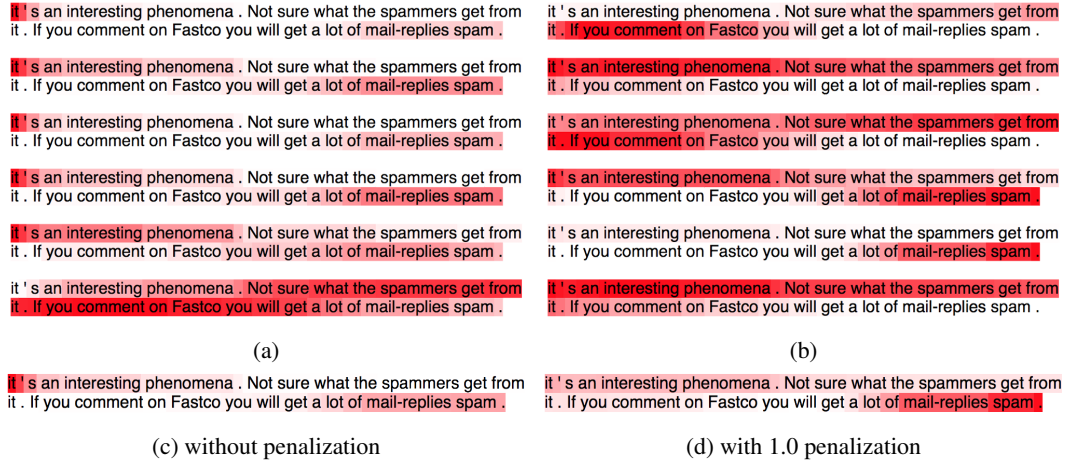 it ' s an interesting phenomena . Not sure what the spammers get from
it . If you comment on Fastco you will get a lot of mail-replies spam .
it ' s an interesting phenomena . Not sure what the spammers get from
it . If you comment on Fastco you will get a lot of mail-replies spam .
it ' s an interesting phenomena . Not sure what the spammers get from
it . If you comment on Fastco you will get a lot of mail-replies spam .
it ' s an interesting phenomena . Not sure what the spammers get from
it . If you comment on Fastco you will get a lot of mail-replies spam .
it ' s an interesting phenomena . Not sure what the spammers get from
it . If you comment on Fastco you will get a lot of mail-replies spam .
it ' s an interesting phenomena . Not sure what the spammers get from
it . If you comment on Fastco you will get a lot of mail-replies spam .
(a)
it ' s an interesting phenomena . Not sure what the spammers get from
it . If you comment on Fastco you will get a lot of mail-replies spam .
it ' s an interesting phenomena . Not sure what the spammers get from
it . If you comment on Fastco you will get a lot of mail-replies spam .
it ' s an interesting phenomena . Not sure what the spammers get from
it . If you comment on Fastco you will get a lot of mail-replies spam .
it ' s an interesting phenomena . Not sure what the spammers get from
it . If you comment on Fastco you will get a lot of mail-replies spam .
it ' s an interesting phenomena . Not sure what the spammers get from
it . If you comment on Fastco you will get a lot of mail-replies spam .
it ' s an interesting phenomena . Not sure what the spammers get from
it . If you comment on Fastco you will get a lot of mail-replies spam .
(b)
it ' s an interesting phenomena . Not sure what the spammers get from
it . If you comment on Fastco you will get a lot of mail-replies spam .
(c) without penalization
it ' s an interesting phenomena . Not sure what the spammers get from
it . If you comment on Fastco you will get a lot of mail-replies spam .
(d) with 1.0 penalization